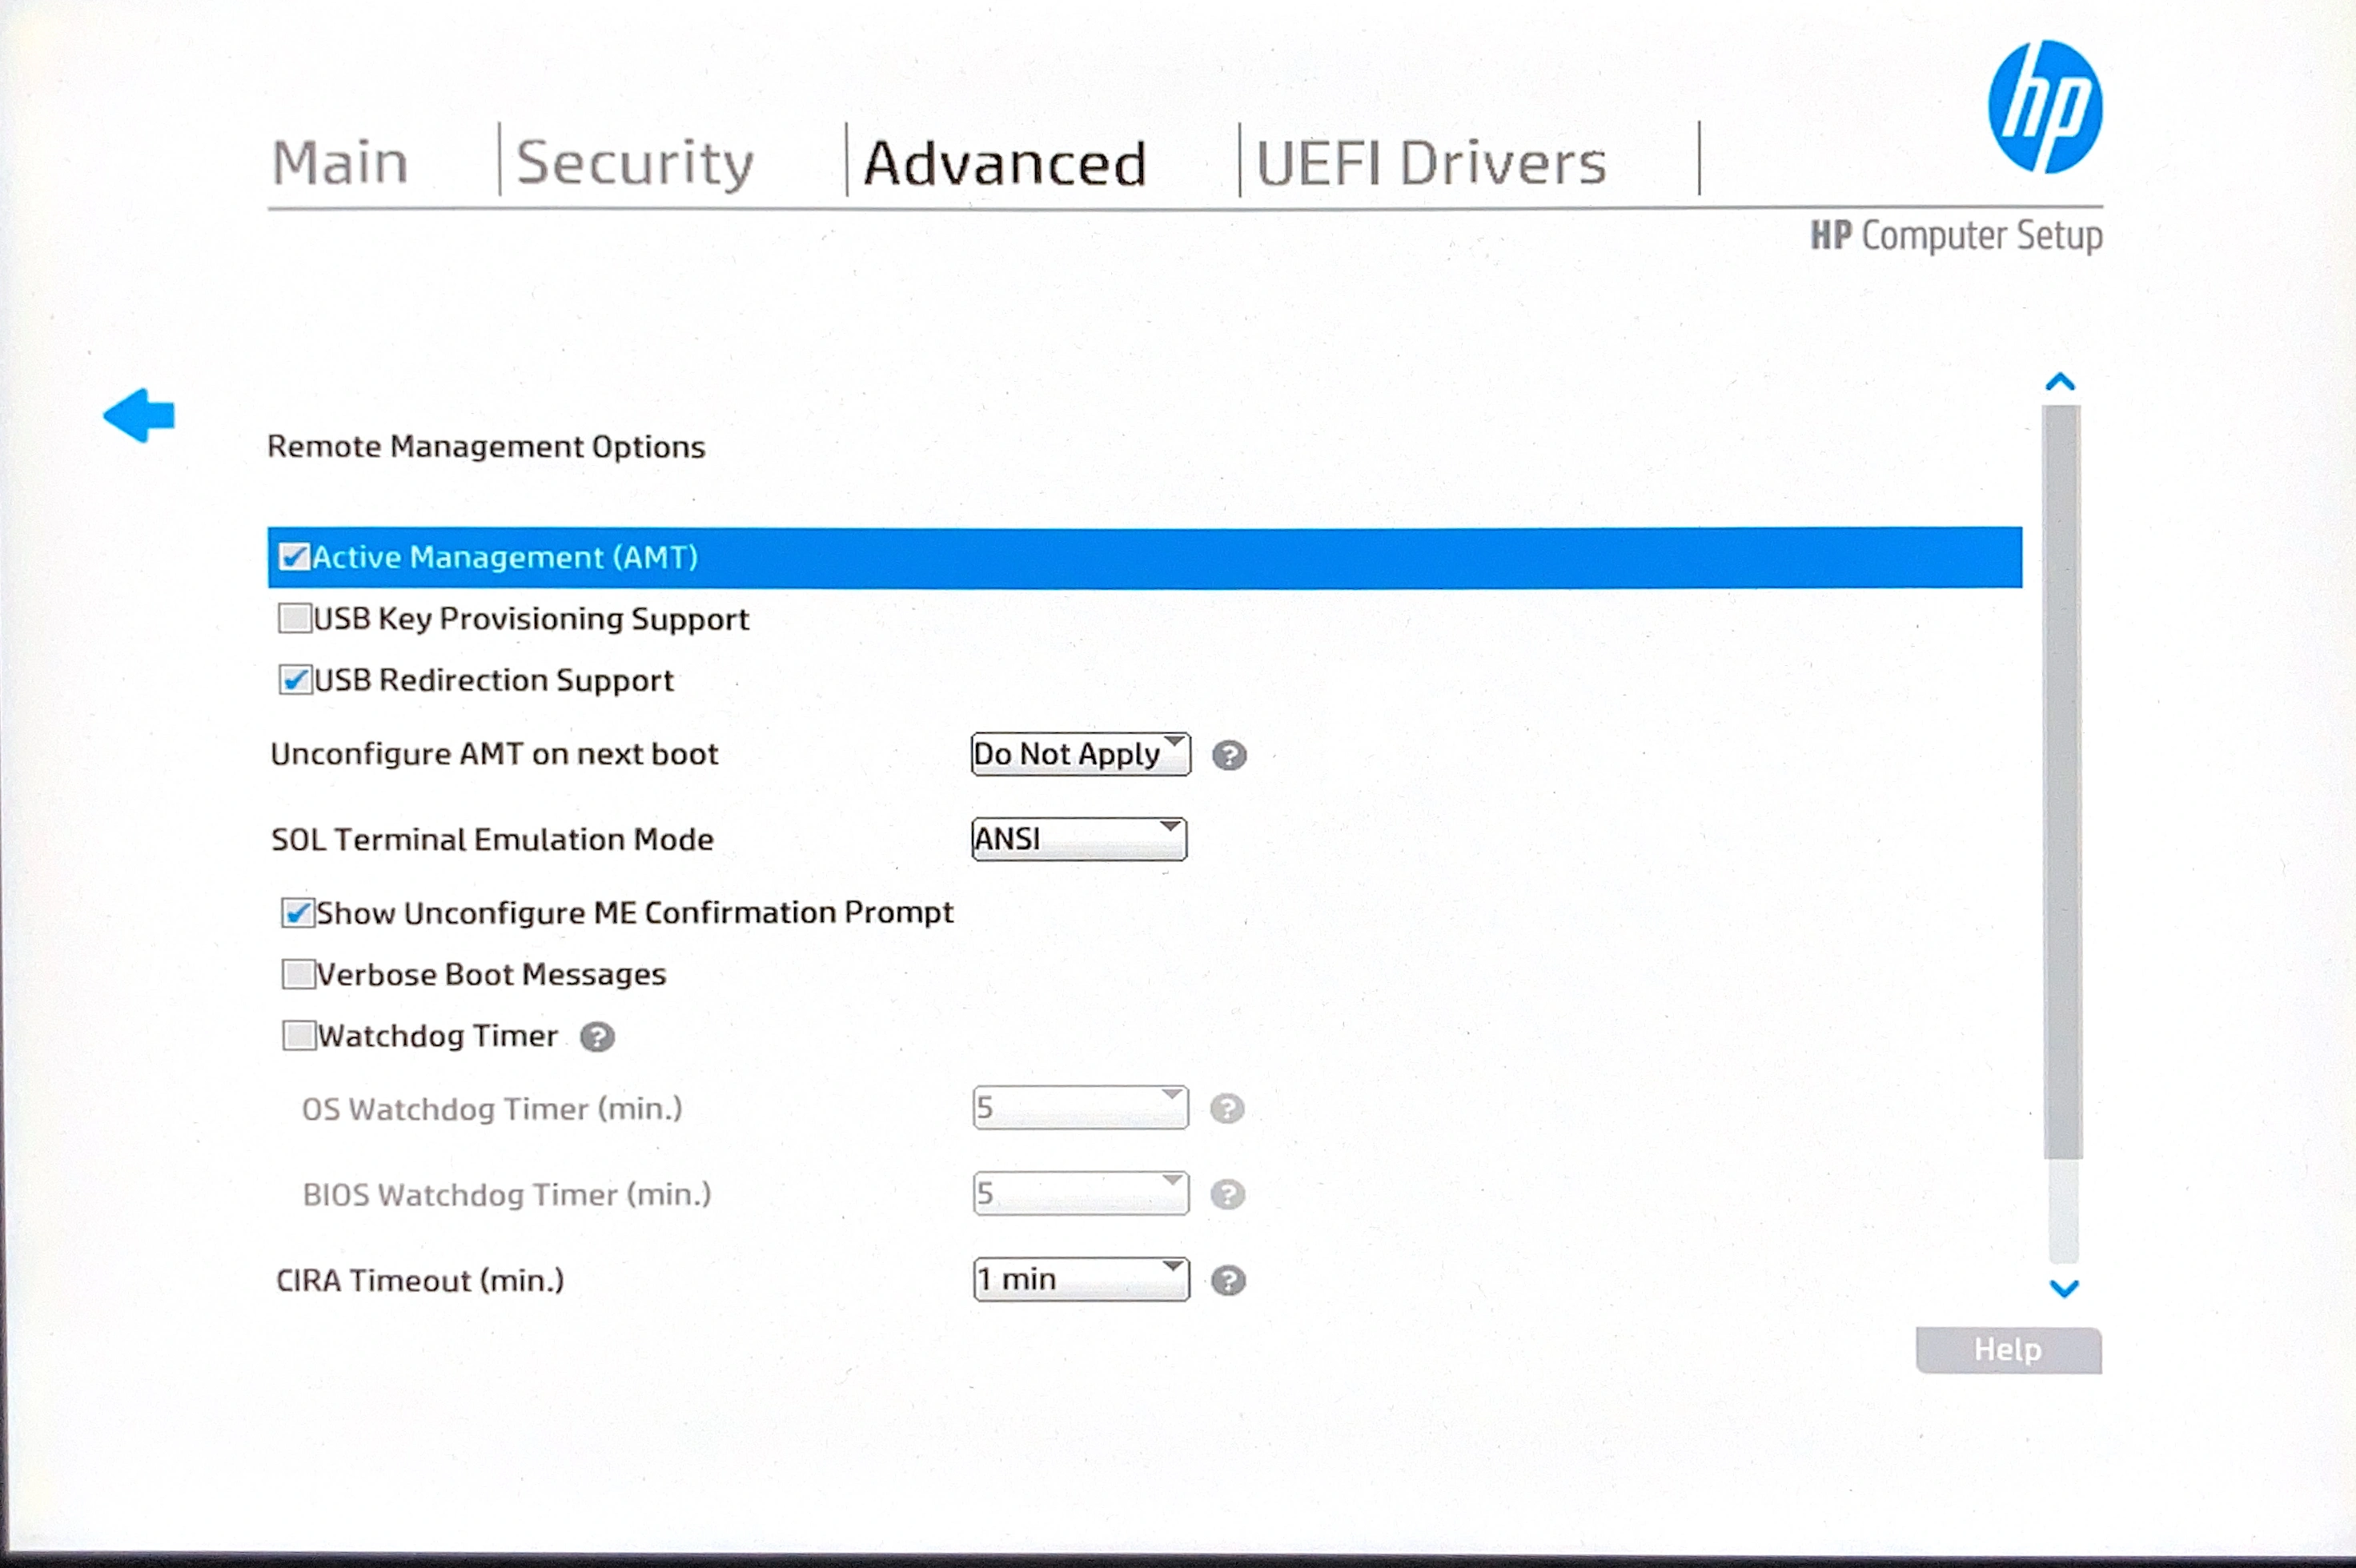 hp
Main Security Advanced UEFI Drivers
HP Computer Setup
Remote Management Options
Active Management (AMT)
USB Key Provisioning Support
USB Redirection Support
Unconfigure AMT on next boot Do Not Apply ?
SOL Terminal Emulation Mode ANSI
Show Unconfigure ME Confirmation Prompt
Verbose Boot Messages
Watchdog Timer ?
OS Watchdog Timer (min.) 5 ?
BIOS Watchdog Timer (min.) 5 ?
CIRA Timeout (min.) 1 min ?
Help